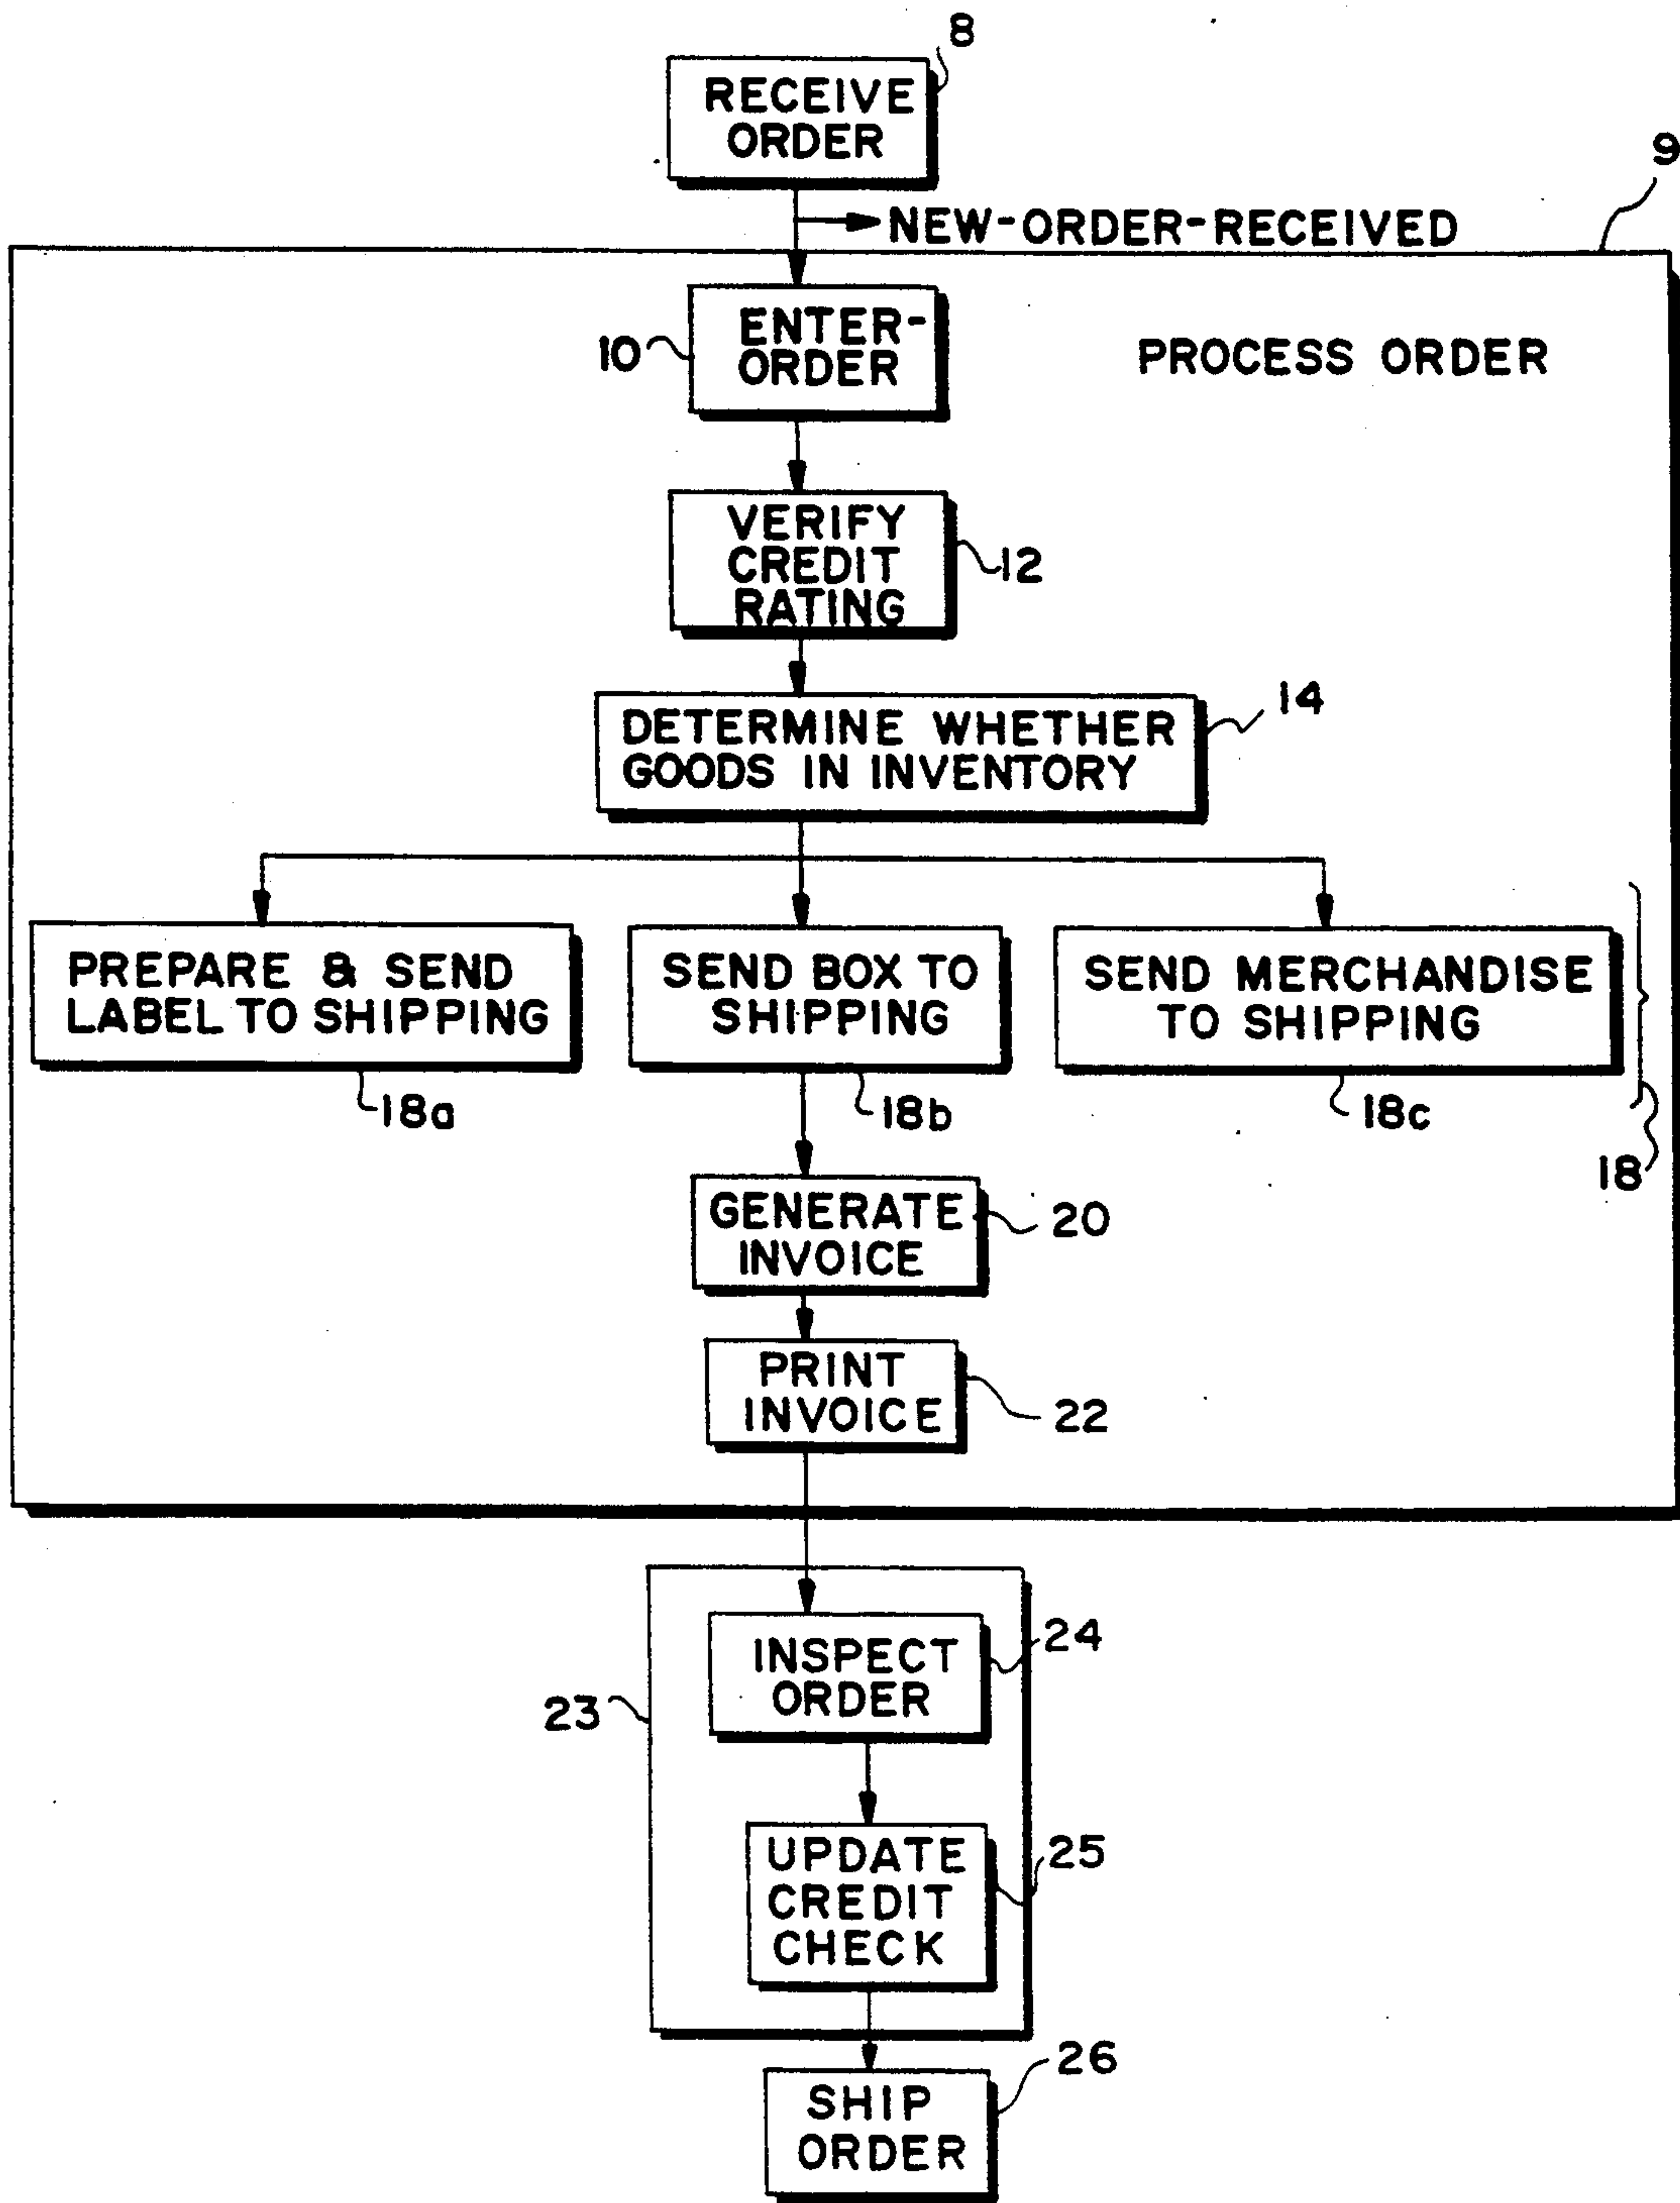 8
RECEIVE
ORDER
9
NEW-ORDER-RECEIVED
ENTER-
ORDER
10
PROCESS ORDER
VERIFY
CREDIT
RATING
12
14
DETERMINE WHETHER
GOODS IN INVENTORY
PREPARE & SEND
LABEL TO SHIPPING
SEND BOX TO
SHIPPING
SEND MERCHANDISE
TO SHIPPING
18a
18b
18c
18
GENERATE
INVOICE
20
PRINT
INVOICE
22
INSPECT
ORDER
24
23
UPDATE
CREDIT
CHECK
25
26
SHIP
ORDER